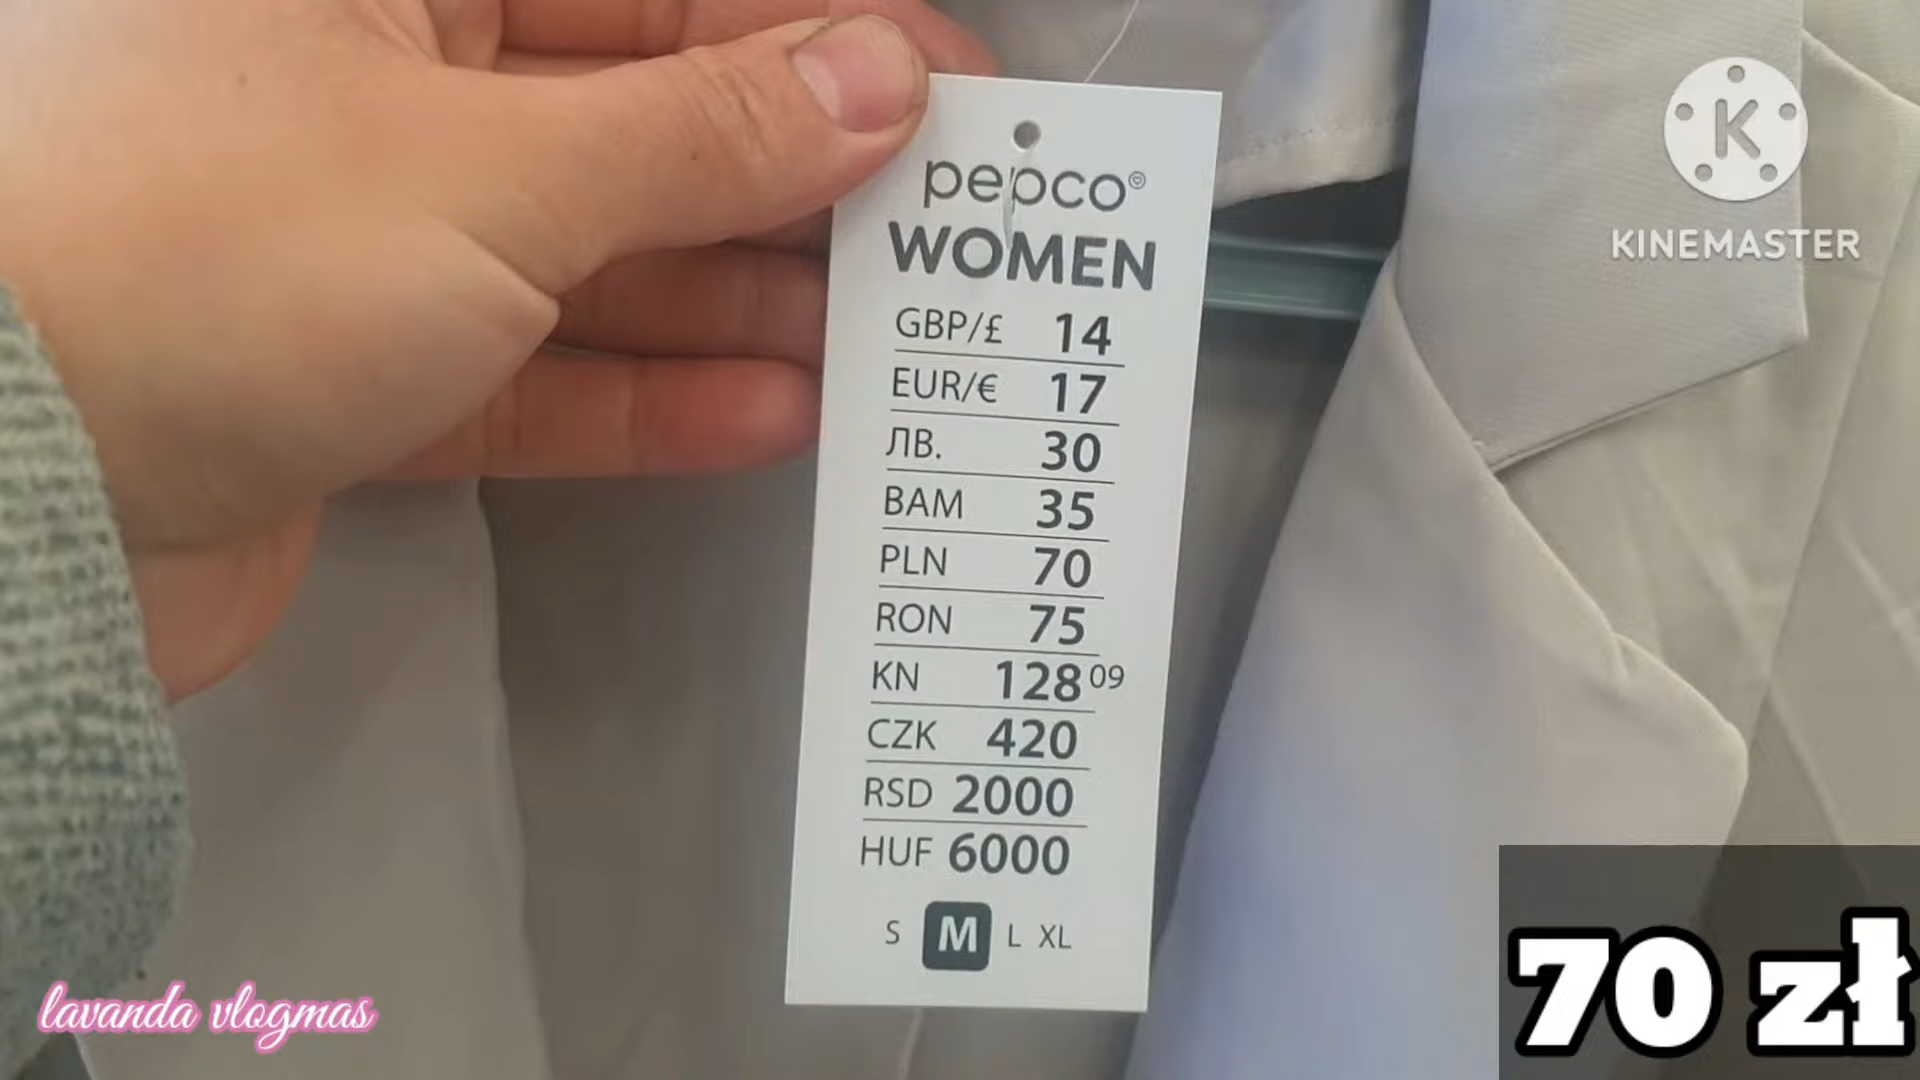 pepco
WOMEN
GBP/£ 14
EUR/€ 17
ЛВ. 30
BAM 35
PLN 70
RON 75
KN 128 09
CZK 420
RSD 2000
HUF 6000
S M L XL
K
KINEMASTER
lavanda vlogmas
70 zł